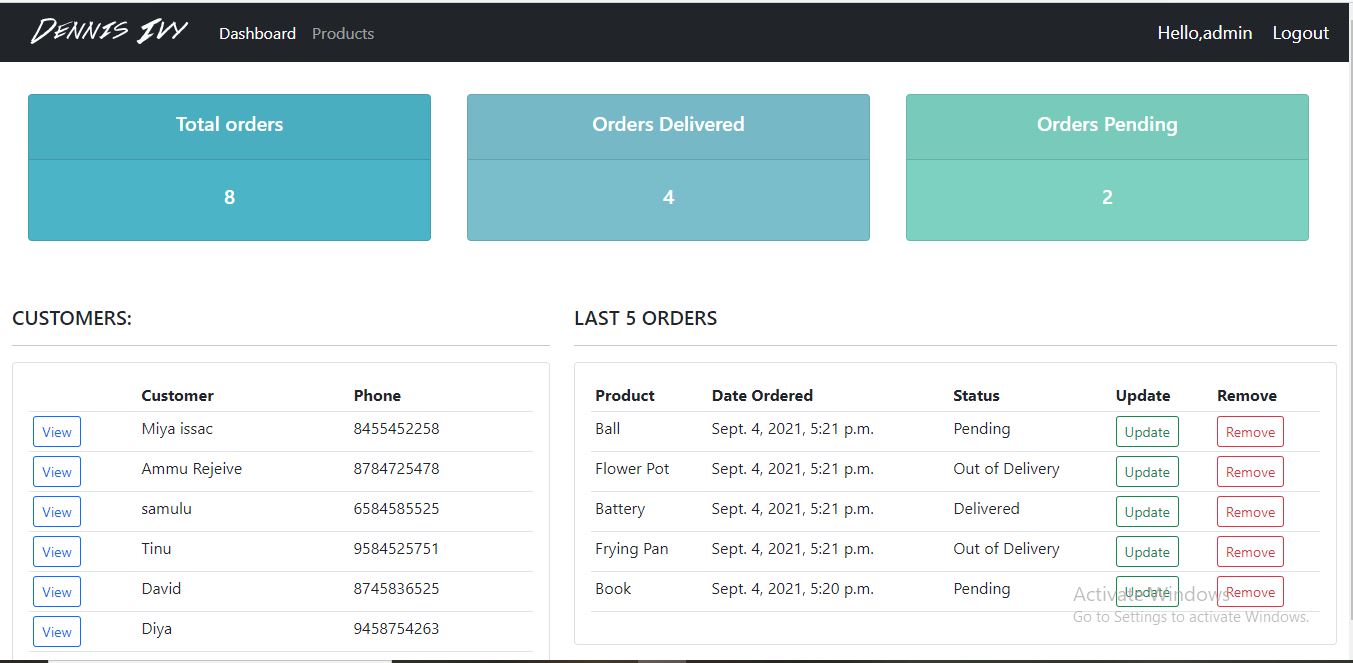 DENNIS IVY Dashboard Products Hello,admin Logout
Total orders
8
Orders Delivered
4
Orders Pending
2
CUSTOMERS:
Customer Phone
View Miya issac 8455452258
View Ammu Rejeive 8784725478
View samulu 6584585525
View Tinu 9584525751
View David 8745836525
View Diya 9458754263
LAST 5 ORDERS
Product Date Ordered Status Update Remove
Ball Sept. 4, 2021, 5:21 p.m. Pending Update Remove
Flower Pot Sept. 4, 2021, 5:21 p.m. Out of Delivery Update Remove
Battery Sept. 4, 2021, 5:21 p.m. Delivered Update Remove
Frying Pan Sept. 4, 2021, 5:21 p.m. Out of Delivery Update Remove
Book Sept. 4, 2021, 5:20 p.m. Pending Update Remove
Activate Windows
Go to Settings to activate Windows.